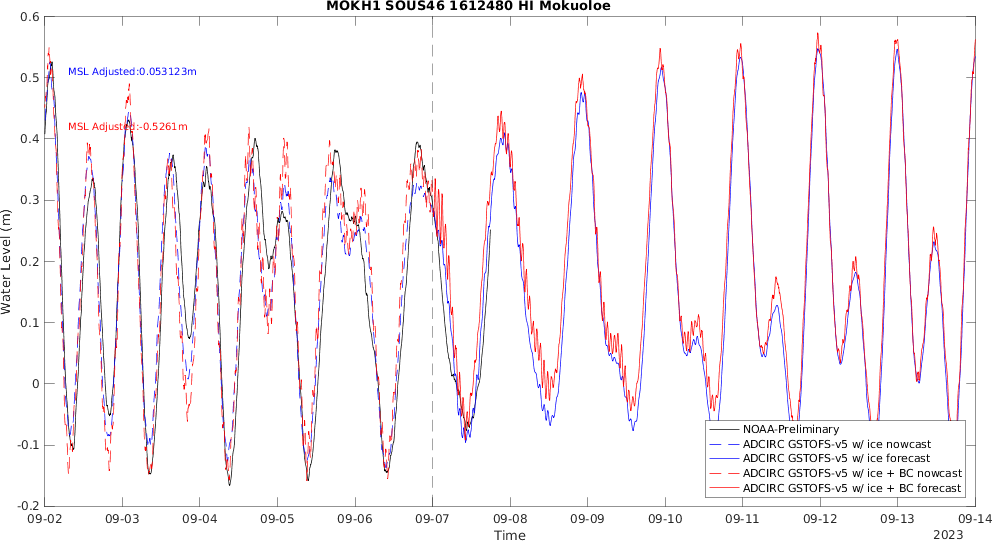 MOKH1 SOUS46 1612480 HI Mokuoloe
0.6
0.5
0.4
0.3
0.2
0.1
0
-0.1
-0.2
Water Level (m)
MSL Adjusted:0.053123m
MSL Adjusted:-0.5261m
NOAA-Preliminary
ADCIRC GSTOFS-v5 w/ ice nowcast
ADCIRC GSTOFS-v5 w/ ice forecast
ADCIRC GSTOFS-v5 w/ ice + BC nowcast
ADCIRC GSTOFS-v5 w/ ice + BC forecast
09-02 09-03 09-04 09-05 09-06 09-07 09-08 09-09 09-10 09-11 09-12 09-13 09-14
Time
2023